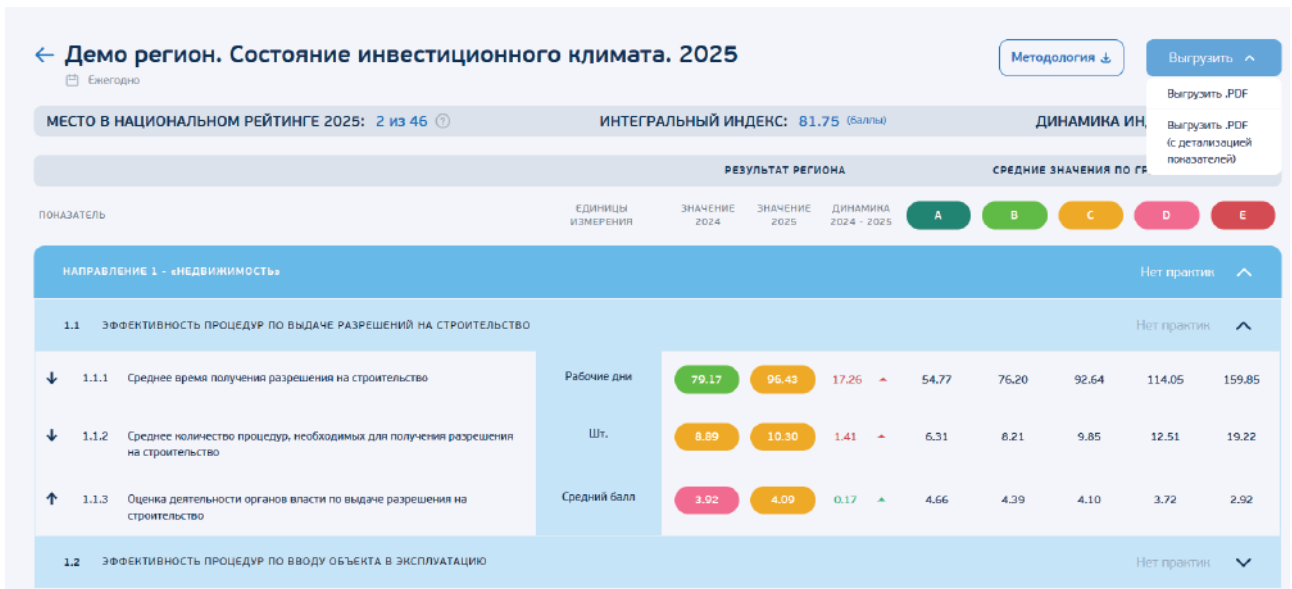 Демо регион. Состояние инвестиционного климата. 2025
Ежегодно
Методология
Выгрузить
Выгрузить .PDF
Выгрузить .PDF
(с детализацией
показателей)
МЕСТО В НАЦИОНАЛЬНОМ РЕЙТИНГЕ 2025: 2 из 46 ?
ИНТЕГРАЛЬНЫЙ ИНДЕКС: 81.75 (баллы)
ДИНАМИКА ИН
РЕЗУЛЬТАТ РЕГИОНА
СРЕДНИЕ ЗНАЧЕНИЯ ПО ГР
ПОКАЗАТЕЛЬ
ЕДИНИЦЫ
ИЗМЕРЕНИЯ
ЗНАЧЕНИЕ
2024
ЗНАЧЕНИЕ
2025
ДИНАМИКА
2024 - 2025
A B C D E
НАПРАВЛЕНИЕ 1 - «НЕДВИЖИМОСТЬ» Нет практик
1.1 ЭФФЕКТИВНОСТЬ ПРОЦЕДУР ПО ВЫДАЧЕ РАЗРЕШЕНИЙ НА СТРОИТЕЛЬСТВО Нет практик
1.1.1 Среднее время получения разрешения на строительство Рабочие дни 79.17 96.43 17.26 54.77 76.20 92.64 114.05 159.85
1.1.2 Среднее количество процедур, необходимых для получения разрешения
на строительство
Шт. 8.89 10.30 1.41 6.31 8.21 9.85 12.51 19.22
1.1.3 Оценка деятельности органов власти по выдаче разрешения на
строительство
Средний балл 3.92 4.09 0.17 4.66 4.39 4.10 3.72 2.92
1.2 ЭФФЕКТИВНОСТЬ ПРОЦЕДУР ПО ВВОДУ ОБЪЕКТА В ЭКСПЛУАТАЦИЮ Нет практик